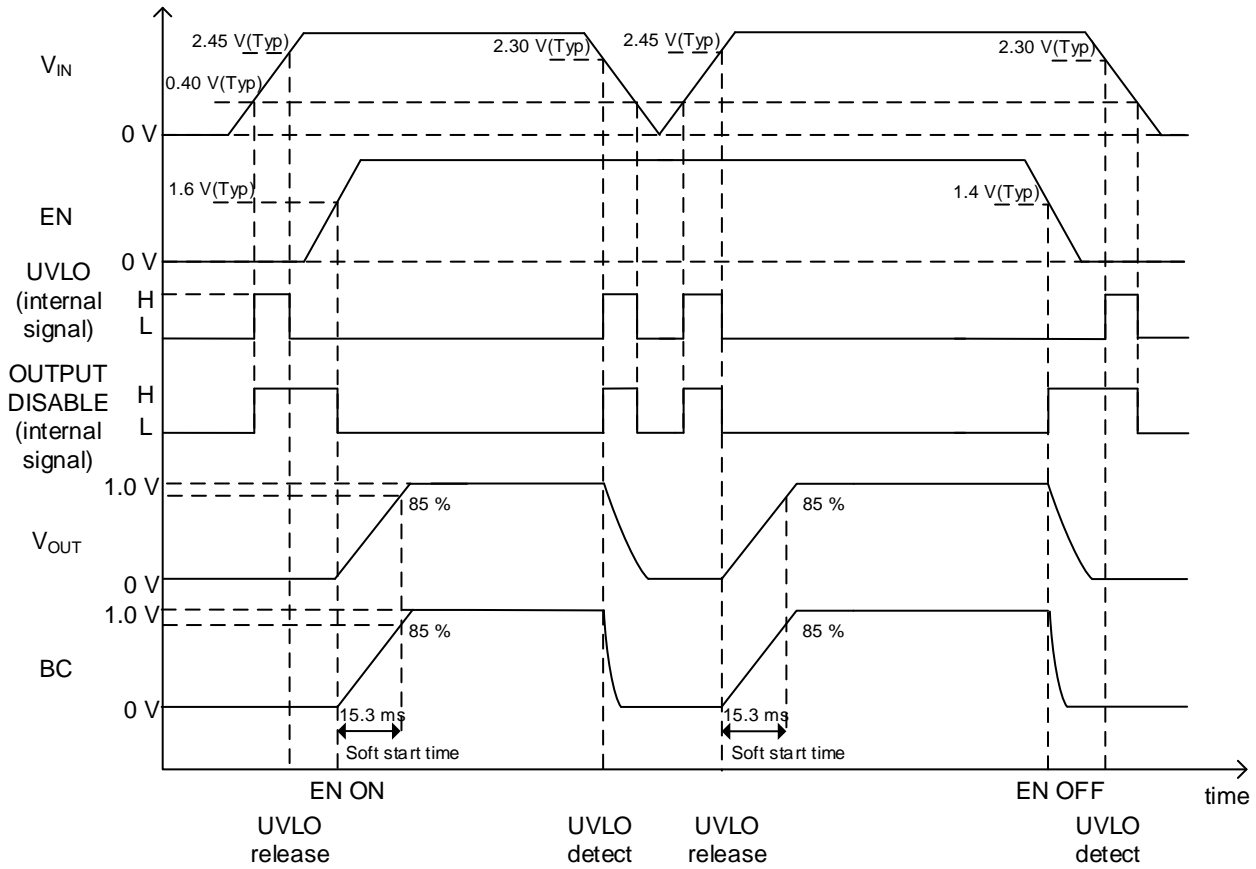 2.45 V(Typ)
2.30 V(Typ)
2.45 V(Typ)
2.30 V(Typ)
VIN
0.40 V(Typ)
0 V
1.6 V(Typ)
1.4 V(Typ)
EN
0 V
UVLO
(internal
signal)
H
L
OUTPUT
DISABLE
(internal
signal)
H
L
1.0 V
85 %
85 %
VOUT
0 V
1.0 V
85 %
85 %
BC
0 V
15.3 ms
Soft start time
15.3 ms
Soft start time
EN ON
EN OFF
time
UVLO
release
UVLO
detect
UVLO
release
UVLO
detect